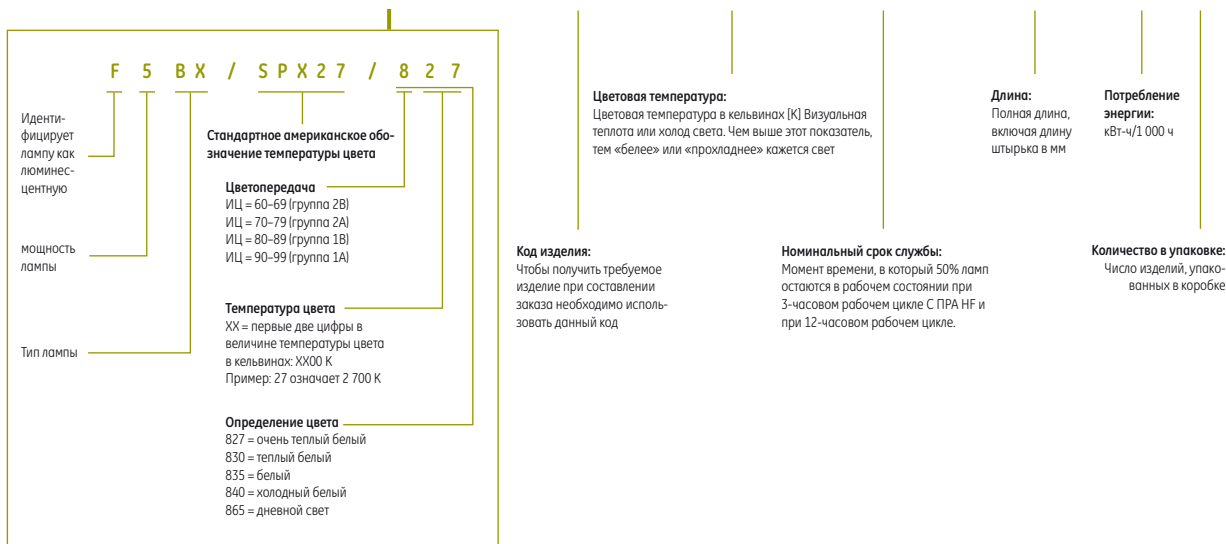 F 5 BX / SPX27 / 827
Иденти-
фицирует
лампу как
люминес-
центную
мощность
лампы
Тип лампы
Стандартное американское обо-
значение температуры цвета
Цветопередача
ИЦ = 60–69 (группа 2B)
ИЦ = 70–79 (группа 2A)
ИЦ = 80–89 (группа 1B)
ИЦ = 90–99 (группа 1A)
Температура цвета
XX = первые две цифры в
величине температуры цвета
в кельвинах: XX00 K
Пример: 27 означает 2 700 K
Определение цвета
827 = очень теплый белый
830 = теплый белый
835 = белый
840 = холодный белый
865 = дневной свет
Цветовая температура:
Цветовая температура в кельвинах [K] Визуальная
теплота или холод света. Чем выше этот показатель,
тем «белее» или «прохладнее» кажется свет
Длина:
Полная длина,
включая длину
штырька в мм
Потребление
энергии:
кВт-ч/1 000 ч
Код изделия:
Чтобы получить требуемое
изделие при составлении
заказа необходимо исполь-
зовать данный код
Номинальный срок службы:
Момент времени, в который 50% ламп
остаются в рабочем состоянии при
3-часовом рабочем цикле С ПРА HF и
при 12-часовом рабочем цикле.
Количество в упаковке:
Число изделий, упако-
ванных в коробке